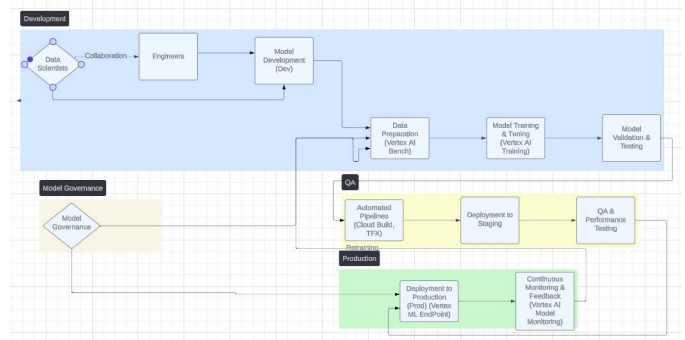 Development
Data
Scientists
Collaboration
Engineers
Model
Development
(Dev)
Data
Preparation
(Vertex AI
Bench)
Model Training
& Tuning
(Vertex AI
Training)
Model
Validation &
Testing
Model Governance
Model
Governance
QA
Automated
Pipelines
(Cloud Build,
TFX)
Deployment to
Staging
QA &
Performance
Testing
Retraining
Production
Deployment to
Production
(Prod) (Vertex
ML EndPoint)
Continuous
Monitoring &
Feedback
(Vertex AI
Model
Monitoring)